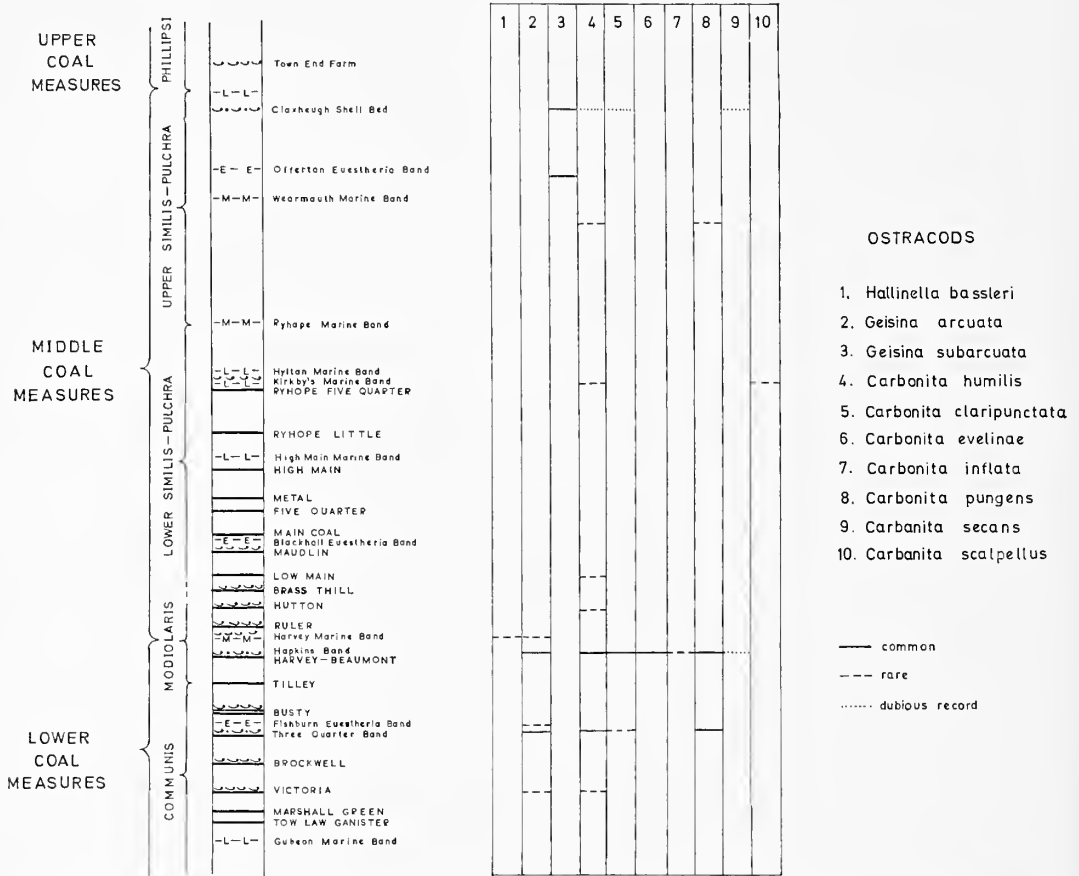 UPPER
COAL
MEASURES
MIDDLE
COAL
MEASURES
LOWER
COAL
MEASURES
PHILLIPSI
UPPER SIMILIS-PULCHRA
LOWER SIMILIS-PULCHRA
MODIOLARIS
COMMUNIS
Town End Farm
-L-L-
Claxheugh Shell Bed
-E-E- Offerton Euestheria Band
-M-M- Wearmouth Marine Band
-M-M- Ryhope Marine Band
-L-L- Hylton Marine Band
-L-L- Kirkby's Marine Band
RYHOPE FIVE QUARTER
RYHOPE LITTLE
-L-L- High Main Marine Band
HIGH MAIN
METAL
FIVE QUARTER
MAIN COAL
-E-E- Blackhall Euestheria Band
MAUDLIN
LOW MAIN
BRASS THILL
HUTTON
RULER
-M-M- Harvey Marine Band
Hopkins Band
HARVEY-BEAUMONT
TILLEY
BUSTY
-E-E- Fishburn Euestheria Band
Three Quarter Band
BROCKWELL
VICTORIA
MARSHALL GREEN
TOW LAW GANISTER
-L-L- Gubeon Marine Band
1 2 3 4 5 6 7 8 9 10
OSTRACODS
1. Hallinella bassleri
2. Geisina arcuata
3. Geisina subarcuata
4. Carbonita humilis
5. Carbonita claripunctata
6. Carbonita evelinae
7. Carbonita inflata
8. Carbonita pungens
9. Carbonita secans
10. Carbonita scalpellus
common
rare
dubious record